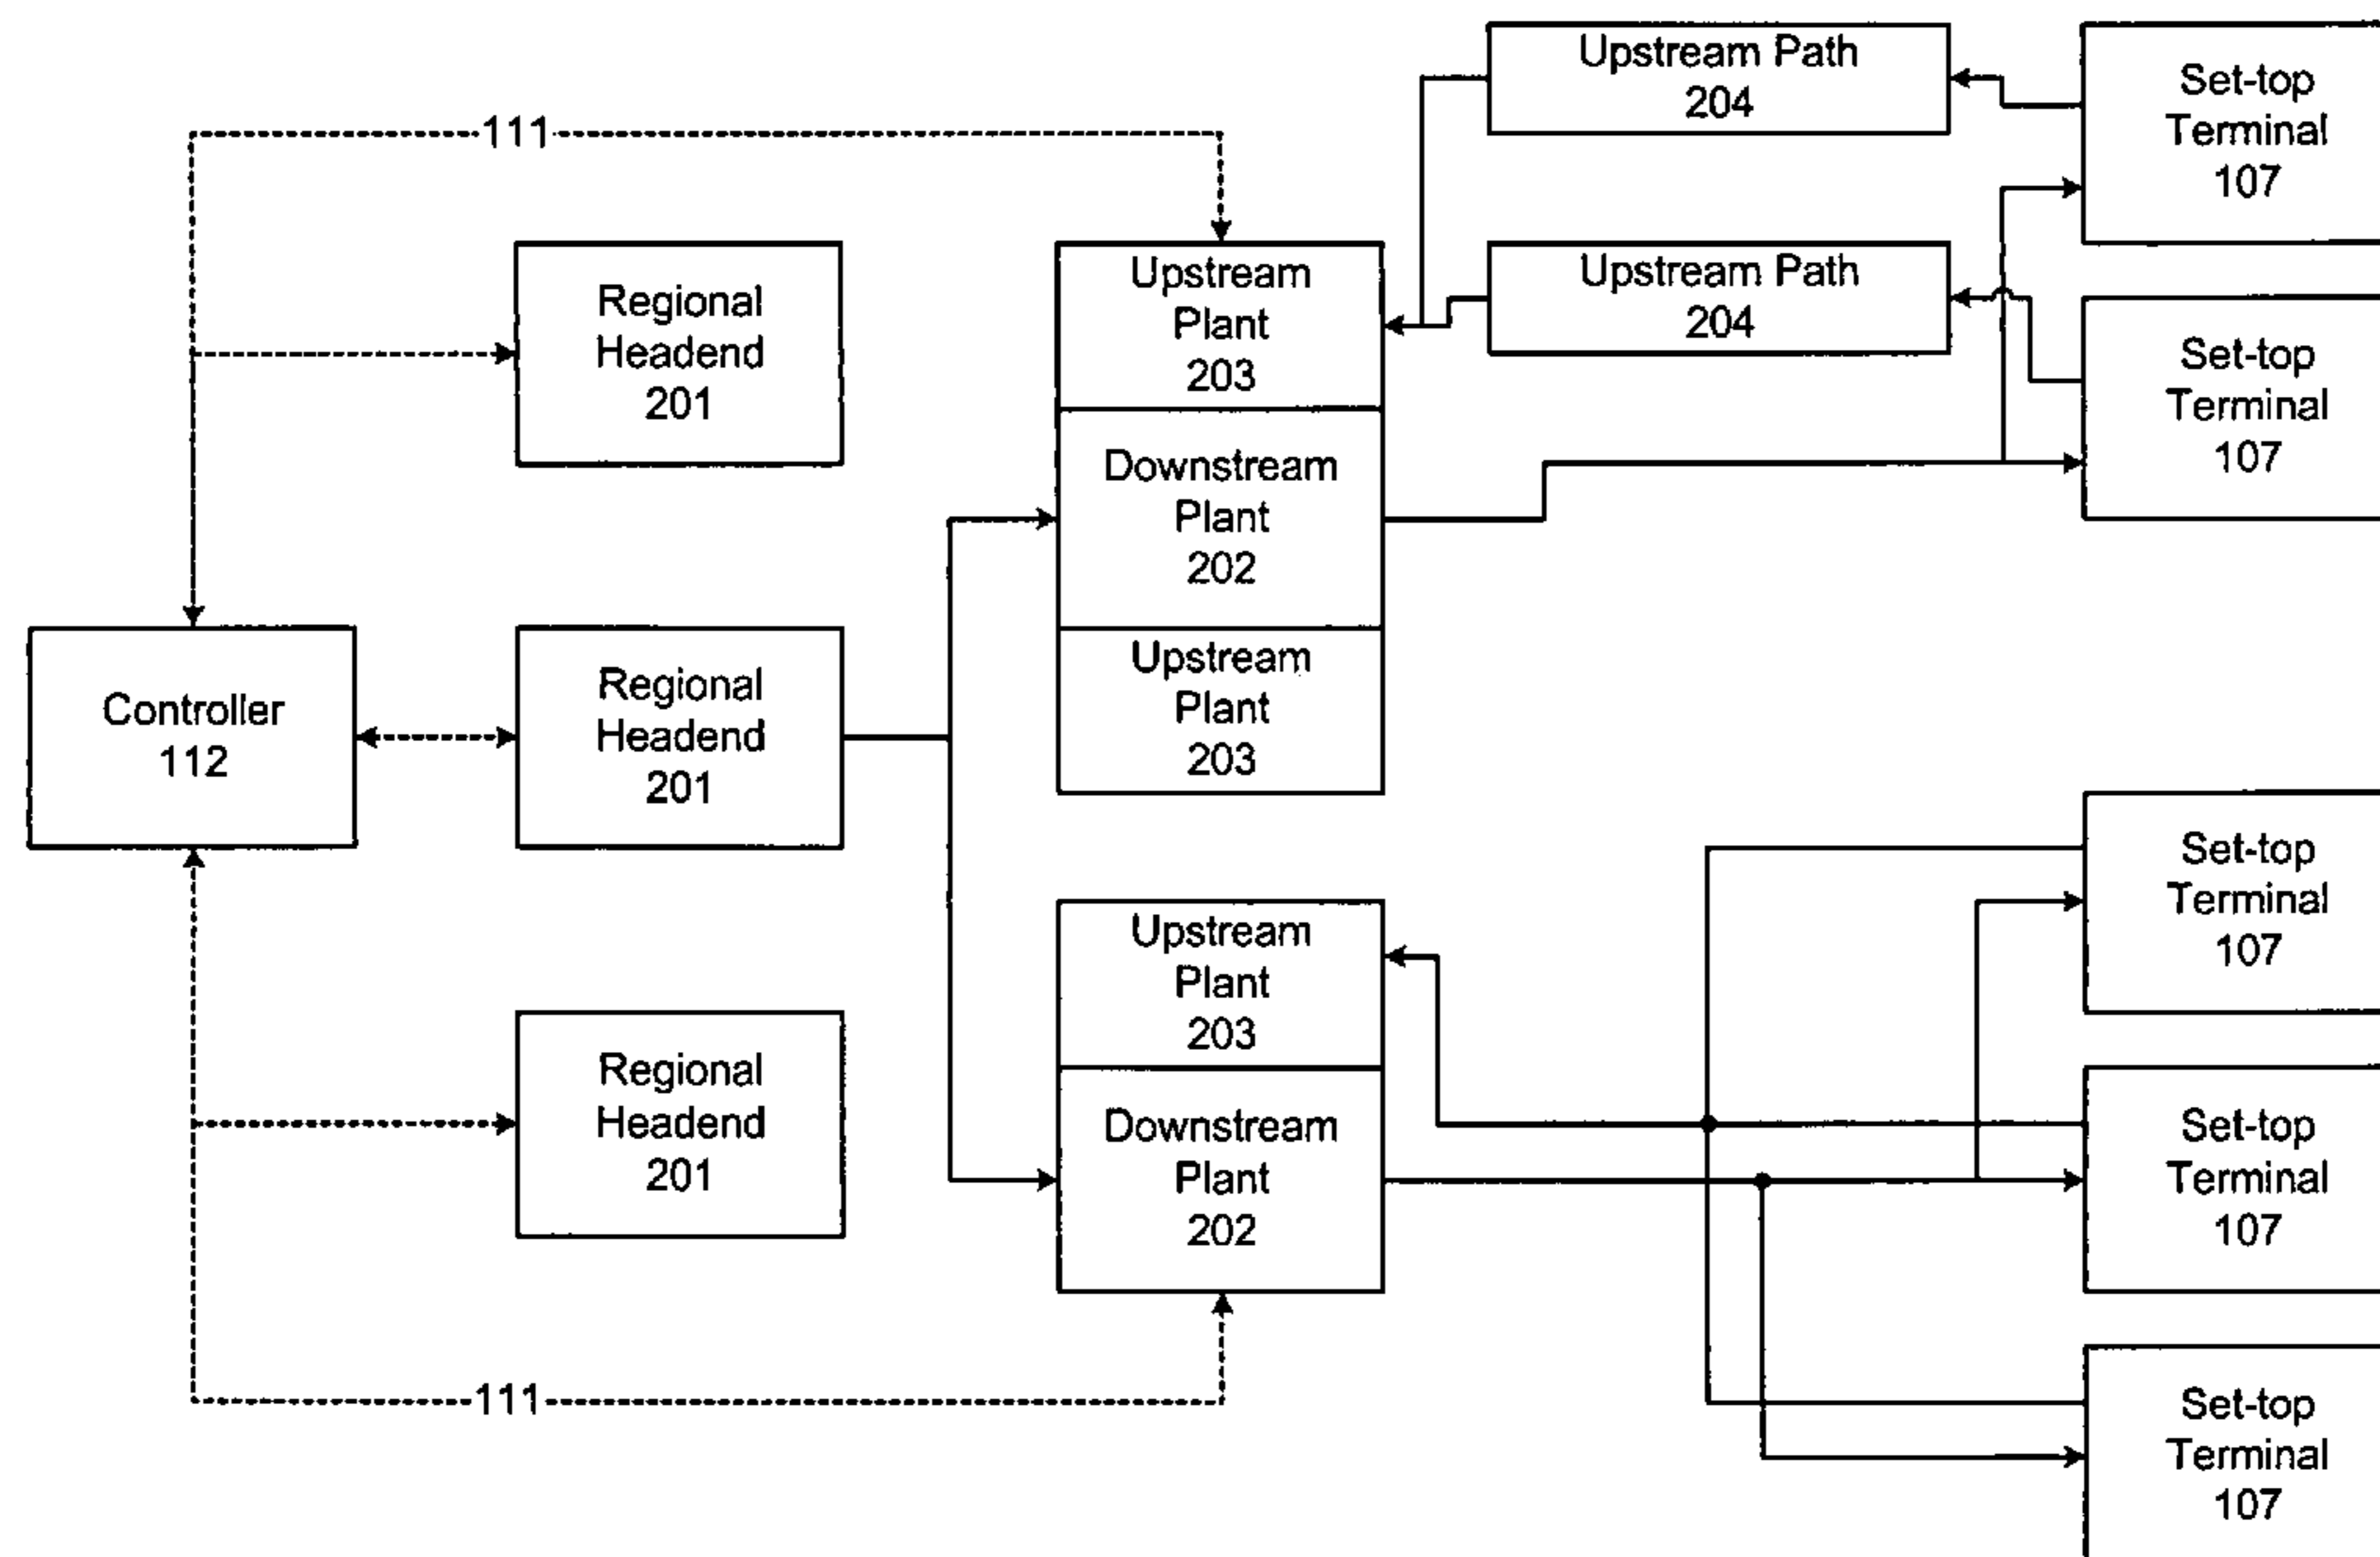 Upstream Path
204
Set-top
Terminal
107
111
Regional
Headend
201
Upstream
Plant
203
Upstream Path
204
Set-top
Terminal
107
Downstream
Plant
202
Controller
112
Regional
Headend
201
Upstream
Plant
203
Set-top
Terminal
107
Upstream
Plant
203
Regional
Headend
201
Downstream
Plant
202
Set-top
Terminal
107
111
Set-top
Terminal
107